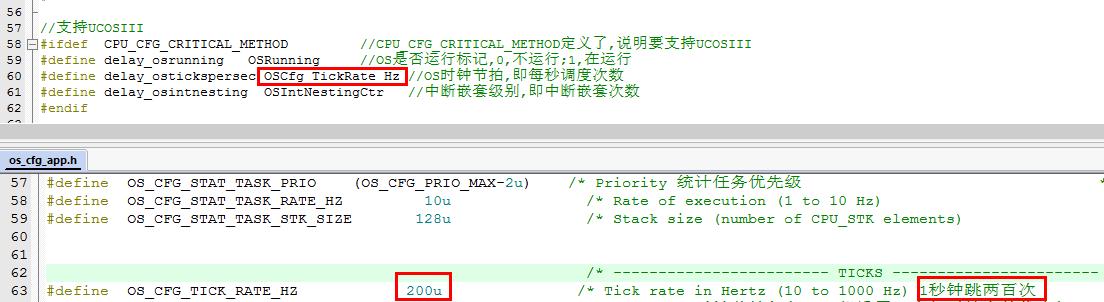 56
57 //支持UCOSIII
58 #ifdef CPU_CFG_CRITICAL_METHOD //CPU_CFG_CRITICAL_METHOD定义了,说明要支持UCOSIII
59 #define delay_osrunning OSRunning //OS是否运行标记,0,不运行;1,在运行
60 #define delay_ostickspersec OSCfg_TickRate_Hz //OS时钟节拍,即每秒调度次数
61 #define delay_osintnesting OSIntNestingCtr //中断嵌套级别,即中断嵌套次数
62 #endif
os_cfg_app.h
57 #define OS_CFG_STAT_TASK_PRIO (OS_CFG_PRIO_MAX-2u) /* Priority 统计任务优先级 *
58 #define OS_CFG_STAT_TASK_RATE_HZ 10u /* Rate of execution (1 to 10 Hz)
59 #define OS_CFG_STAT_TASK_STK_SIZE 128u /* Stack size (number of CPU_STK elements)
60
61
62 /* ------------------------ TICKS -----------------------
63 #define OS_CFG_TICK_RATE_HZ 200u /* Tick rate in Hertz (10 to 1000 Hz) 1秒钟跳两百次